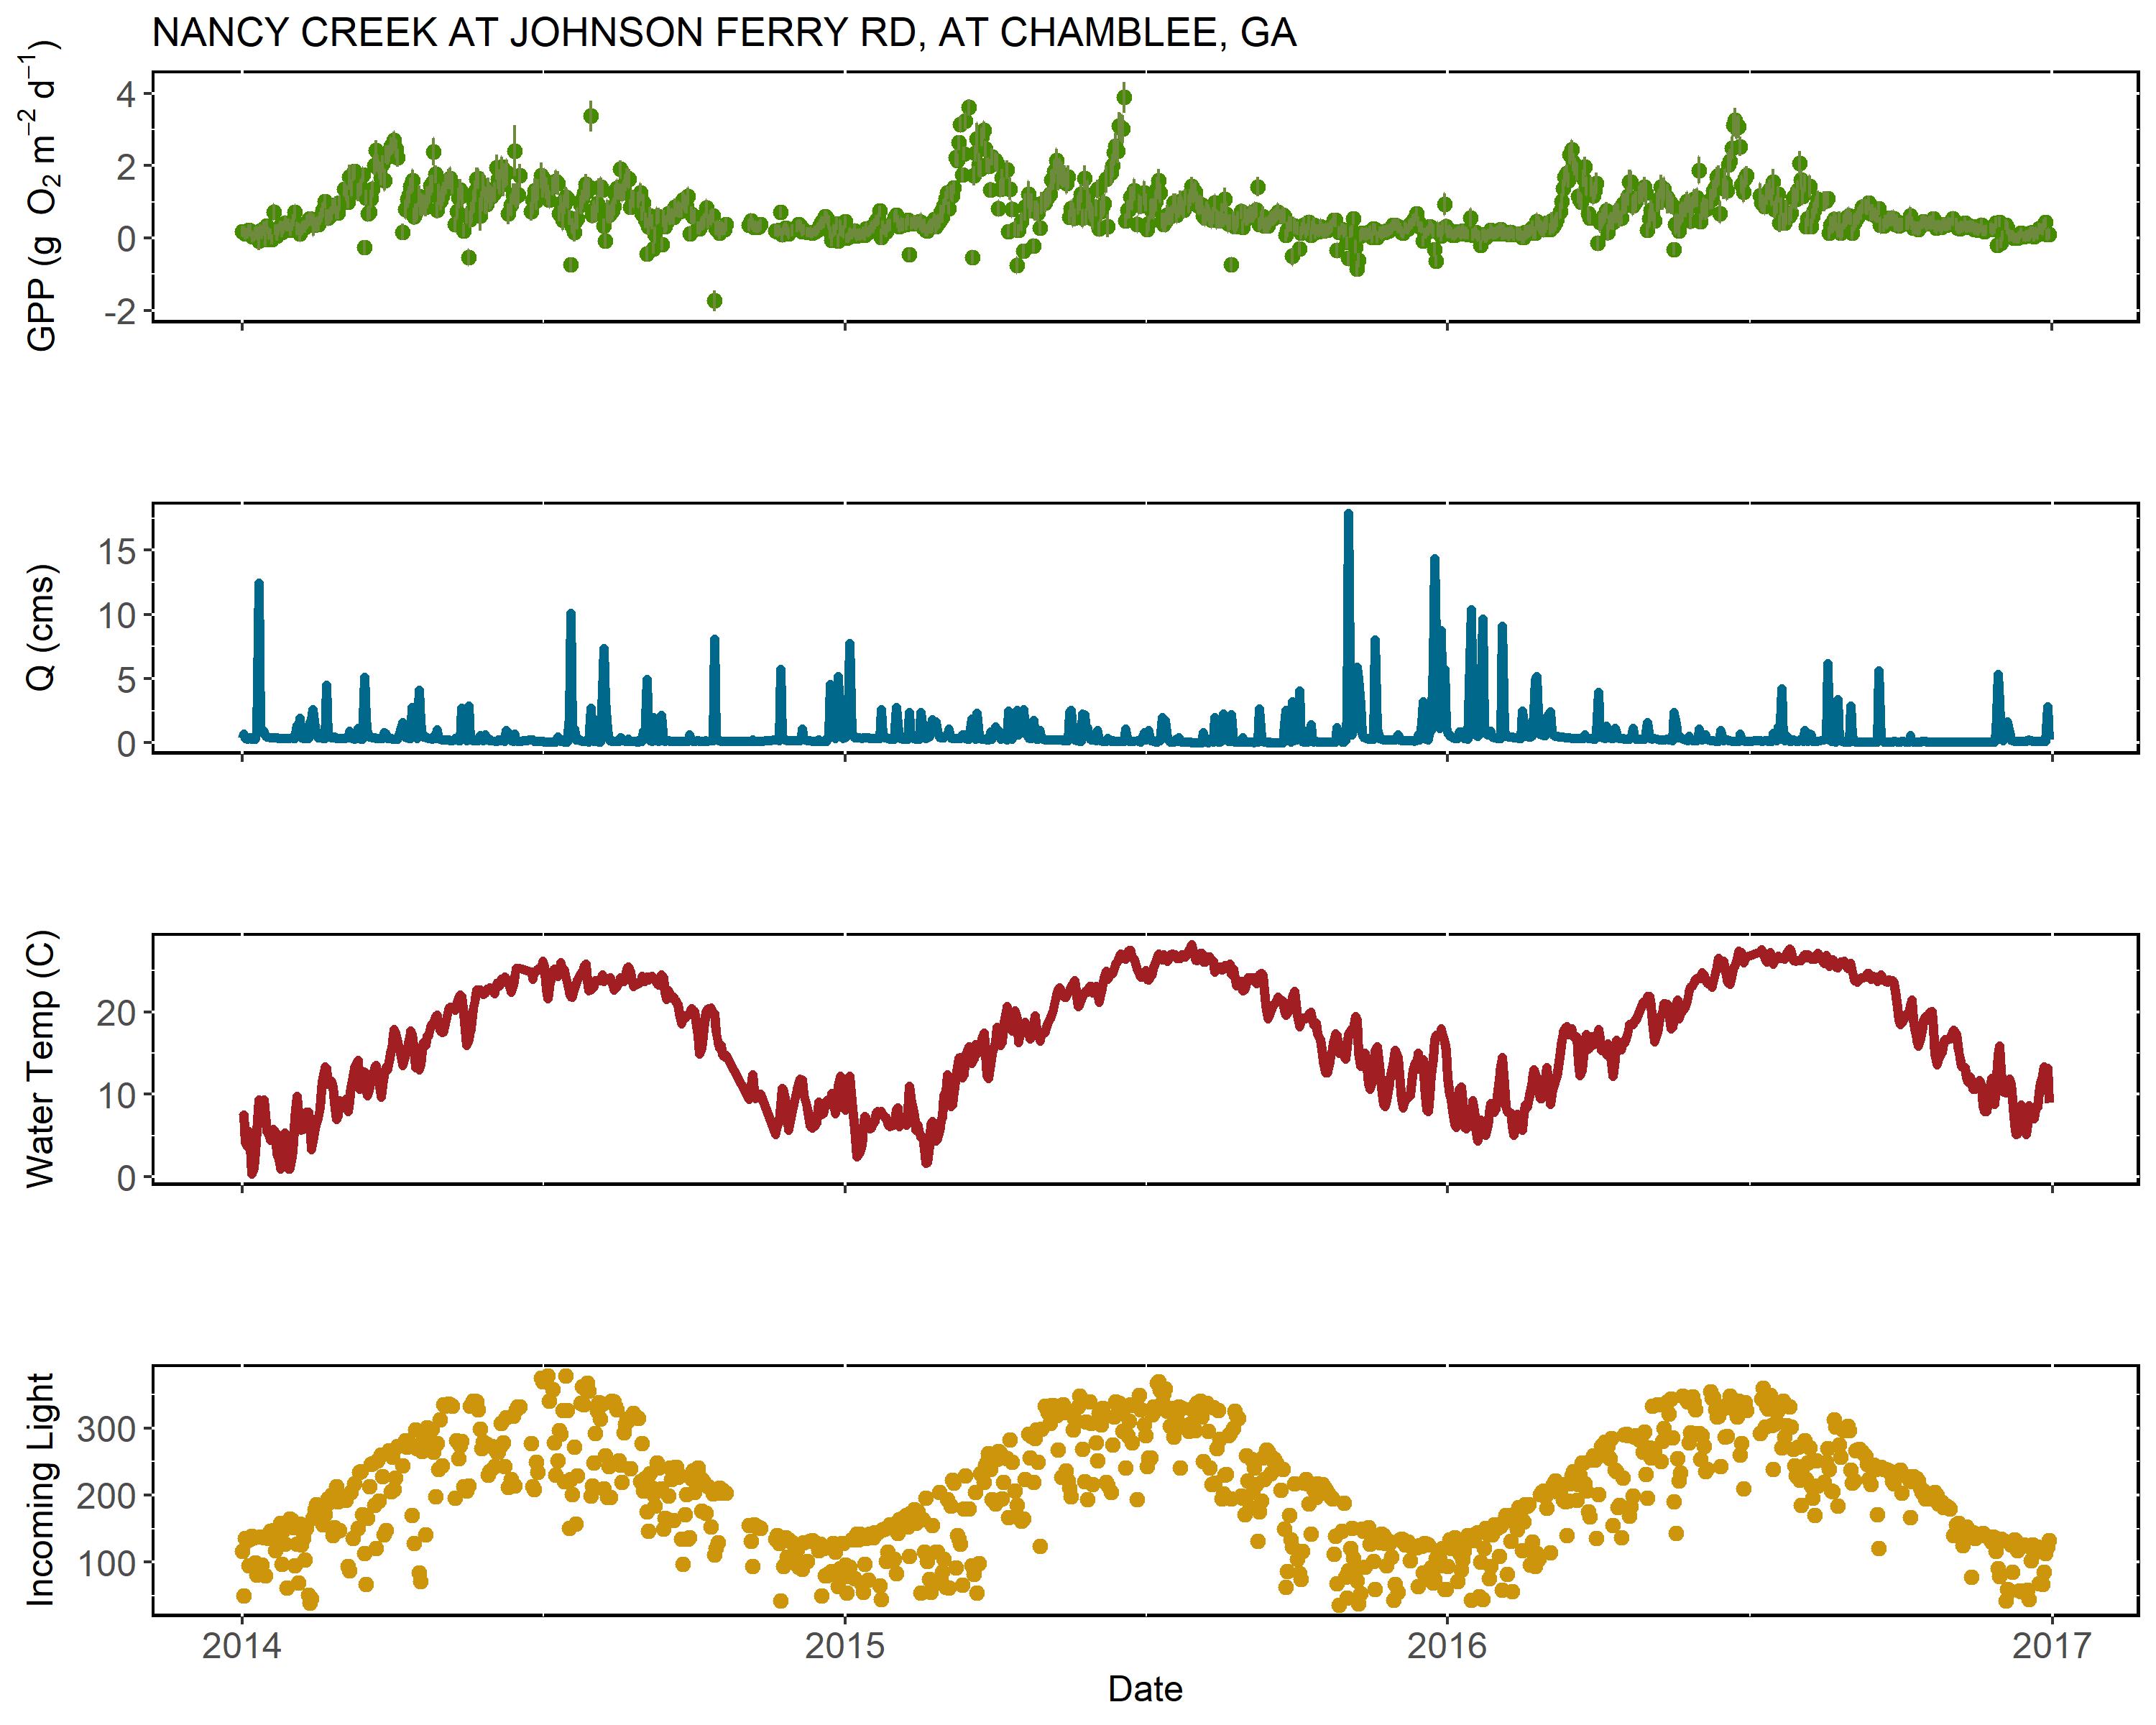 NANCY CREEK AT JOHNSON FERRY RD, AT CHAMBLEE, GA
GPP (g O₂ m⁻² d⁻¹)
4
2
0
-2
Q (cms)
15
10
5
0
Water Temp (C)
20
10
0
Incoming Light
300
200
100
2014 2015 2016 2017
Date